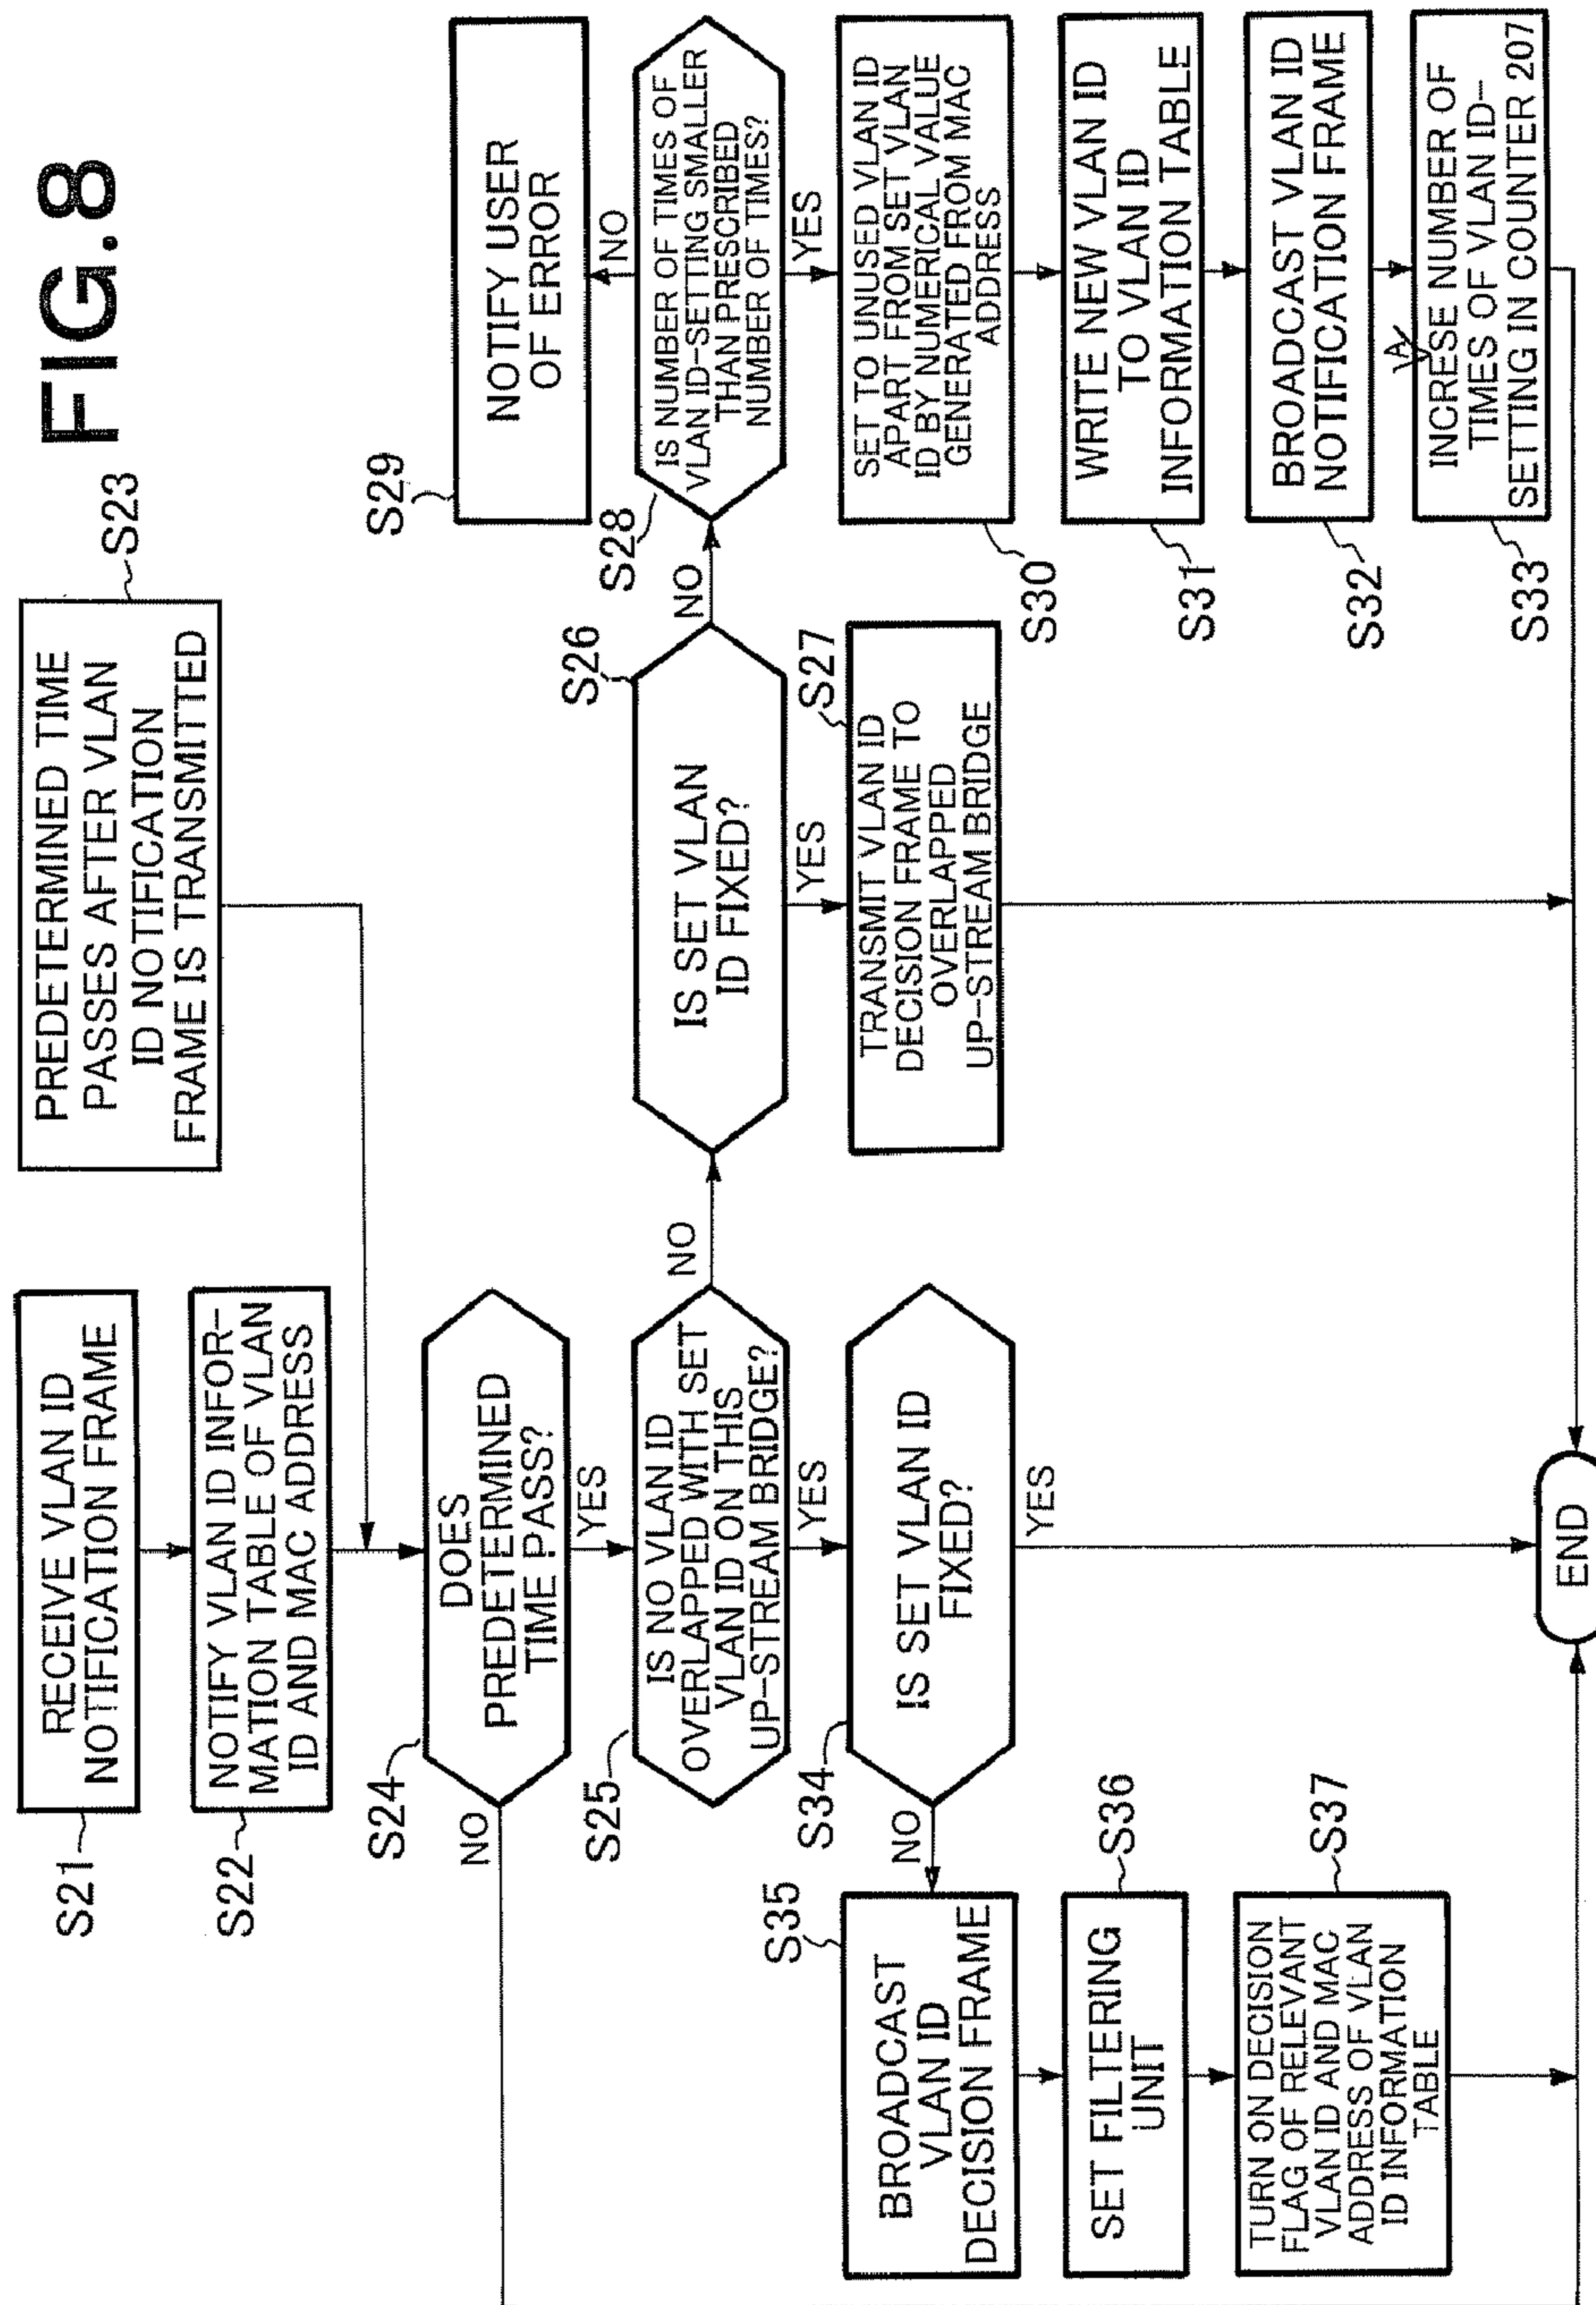 FIG.8
S21
RECEIVE VLAN ID
NOTIFICATION FRAME
S22
NOTIFY VLAN ID INFOR-
MATION TABLE OF VLAN
ID AND MAC ADDRESS
S23
PREDETERMINED TIME
PASSES AFTER VLAN
ID NOTIFICATION
FRAME IS TRANSMITTED
S24
DOES
PREDETERMINED
TIME PASS?
NO
YES
S25
IS NO VLAN ID
OVERLAPPED WITH SET
VLAN ID ON THIS
UP-STREAM BRIDGE?
NO
YES
S26
IS SET VLAN
ID FIXED?
NO
YES
S27
TRANSMIT VLAN ID
DECISION FRAME TO
OVERLAPPED
UP-STREAM BRIDGE
S28
IS NUMBER OF TIMES OF
VLAN ID-SETTING SMALLER
THAN PRESCRIBED
NUMBER OF TIMES?
NO
YES
S29
NOTIFY USER
OF ERROR
S30
SET TO UNUSED VLAN ID
APART FROM SET VLAN
ID BY NUMERICAL VALUE
GENERATED FROM MAC
ADDRESS
S31
WRITE NEW VLAN ID
TO VLAN ID
INFORMATION TABLE
S32
BROADCAST VLAN ID
NOTIFICATION FRAME
S33
A
INCRESE NUMBER OF
TIMES OF VLAN ID-
SETTING IN COUNTER 207
S34
IS SET VLAN ID
FIXED?
NO
YES
S35
BROADCAST
VLAN ID
DECISION FRAME
S36
SET FILTERING
UNIT
S37
TURN ON DECISION
FLAG OF RELEVANT
VLAN ID AND MAC
ADDRESS OF VLAN
ID INFORMATION
TABLE
END